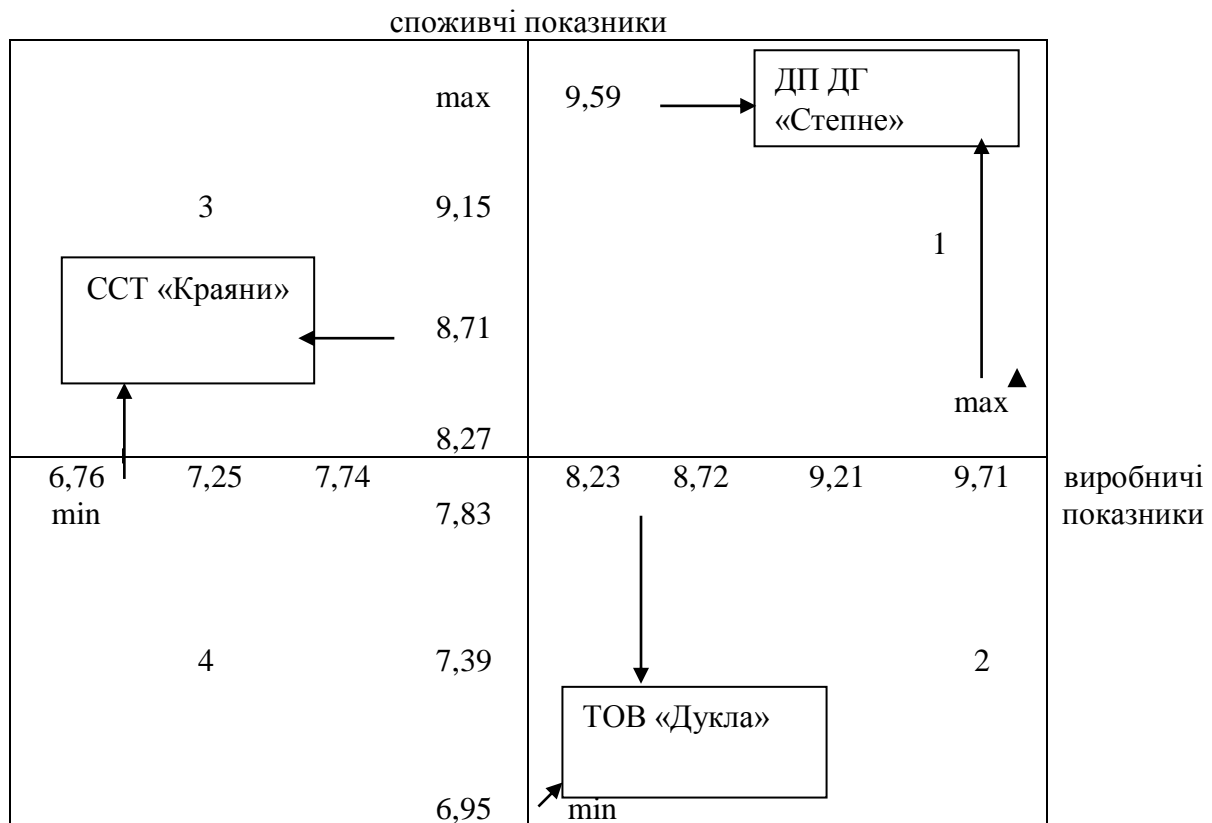 споживчі показники
max 9,59 ДП ДГ
«Степне»
3 9,15
1
ССТ «Краяни»
8,71
max
8,27
6,76 7,25 7,74 8,23 8,72 9,21 9,71 виробничі
min 7,83 показники
4 7,39 2
ТОВ «Дукла»
6,95 min